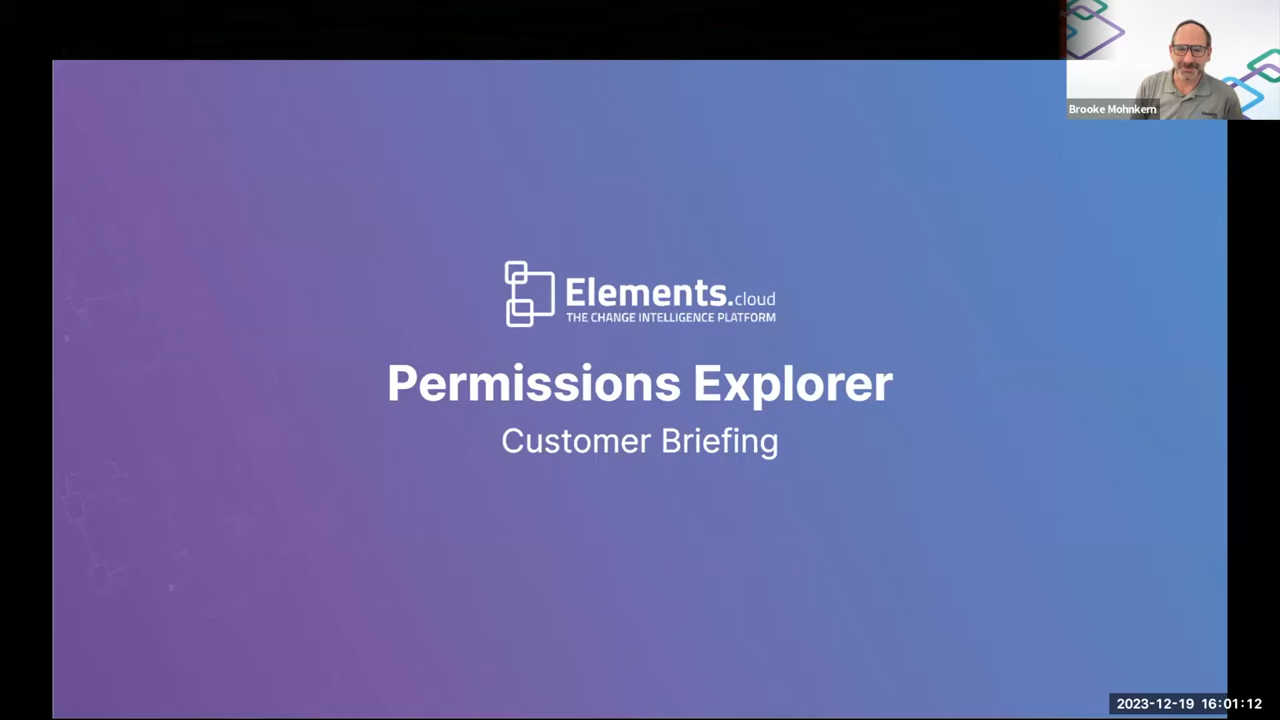 Brooke Mohnkern
Elements.cloud
THE CHANGE INTELLIGENCE PLATFORM
Permissions Explorer
Customer Briefing
2023-12-19 16:01:12